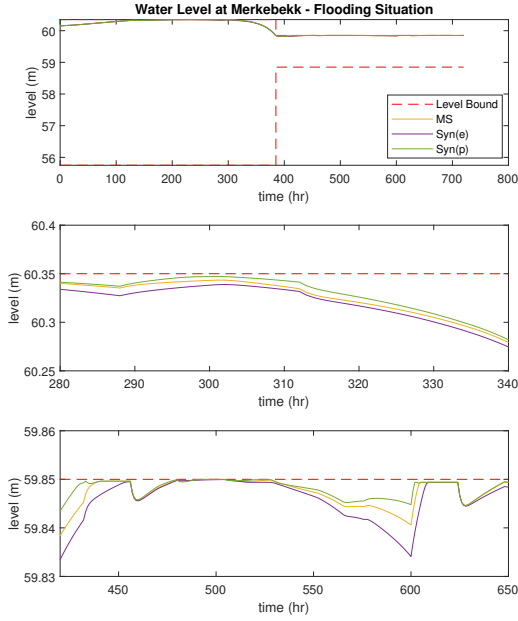 Water Level at Merkebekk - Flooding Situation
60
59
58
57
56
level (m)
0 100 200 300 400 500 600 700 800
time (hr)
Level Bound
MS
Syn(e)
Syn(p)
60.4
60.35
60.3
60.25
level (m)
280 290 300 310 320 330 340
time (hr)
59.86
59.85
59.84
59.83
level (m)
450 500 550 600 650
time (hr)